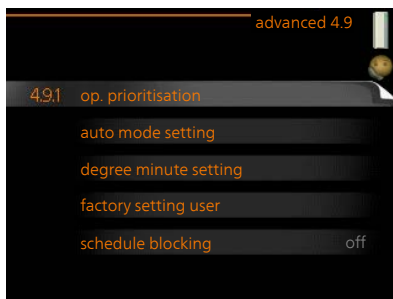 advanced 4.9
4.9.1 op. prioritisation
auto mode setting
degree minute setting
factory setting user
schedule blocking off